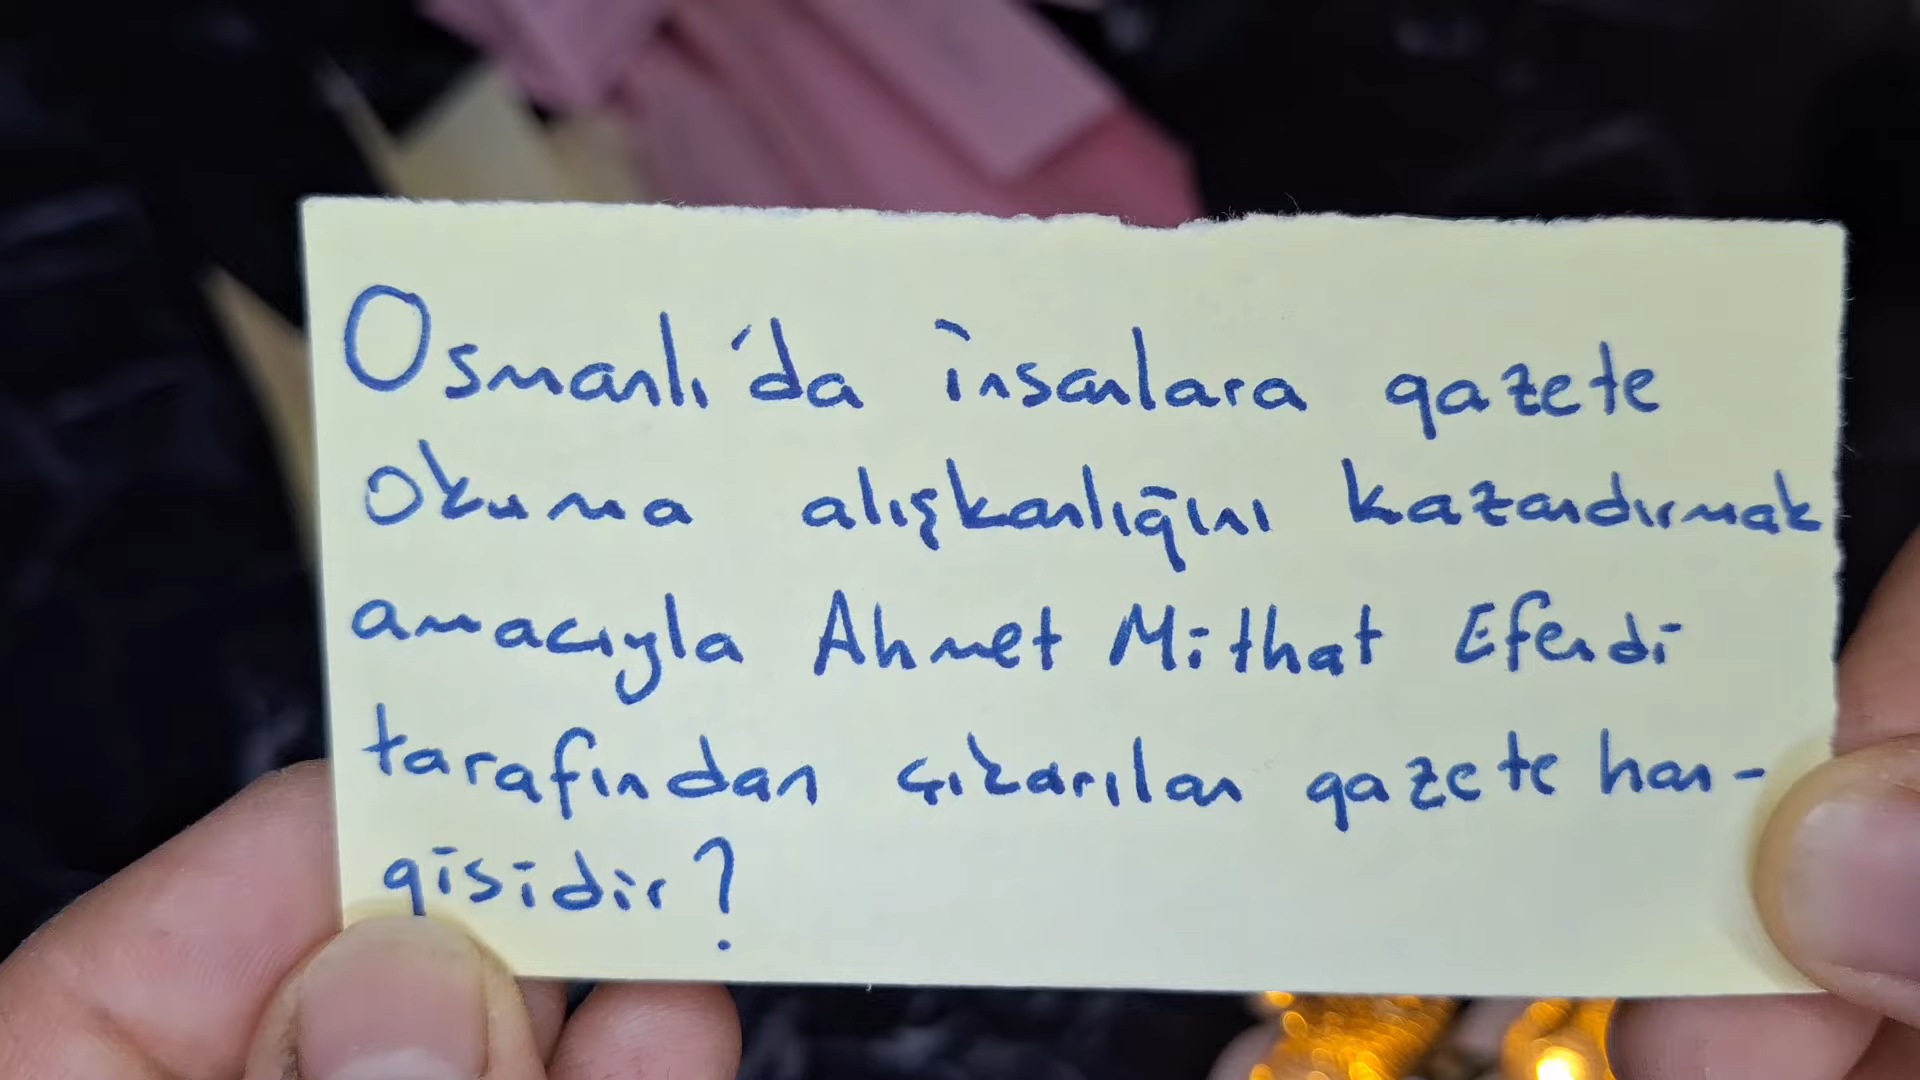 Osmanlı'da insanlara gazete
okuma alışkanlığını kazandırmak
amacıyla Ahmet Mithat Efendi
tarafından çıkarılan gazete han-
gisidir?